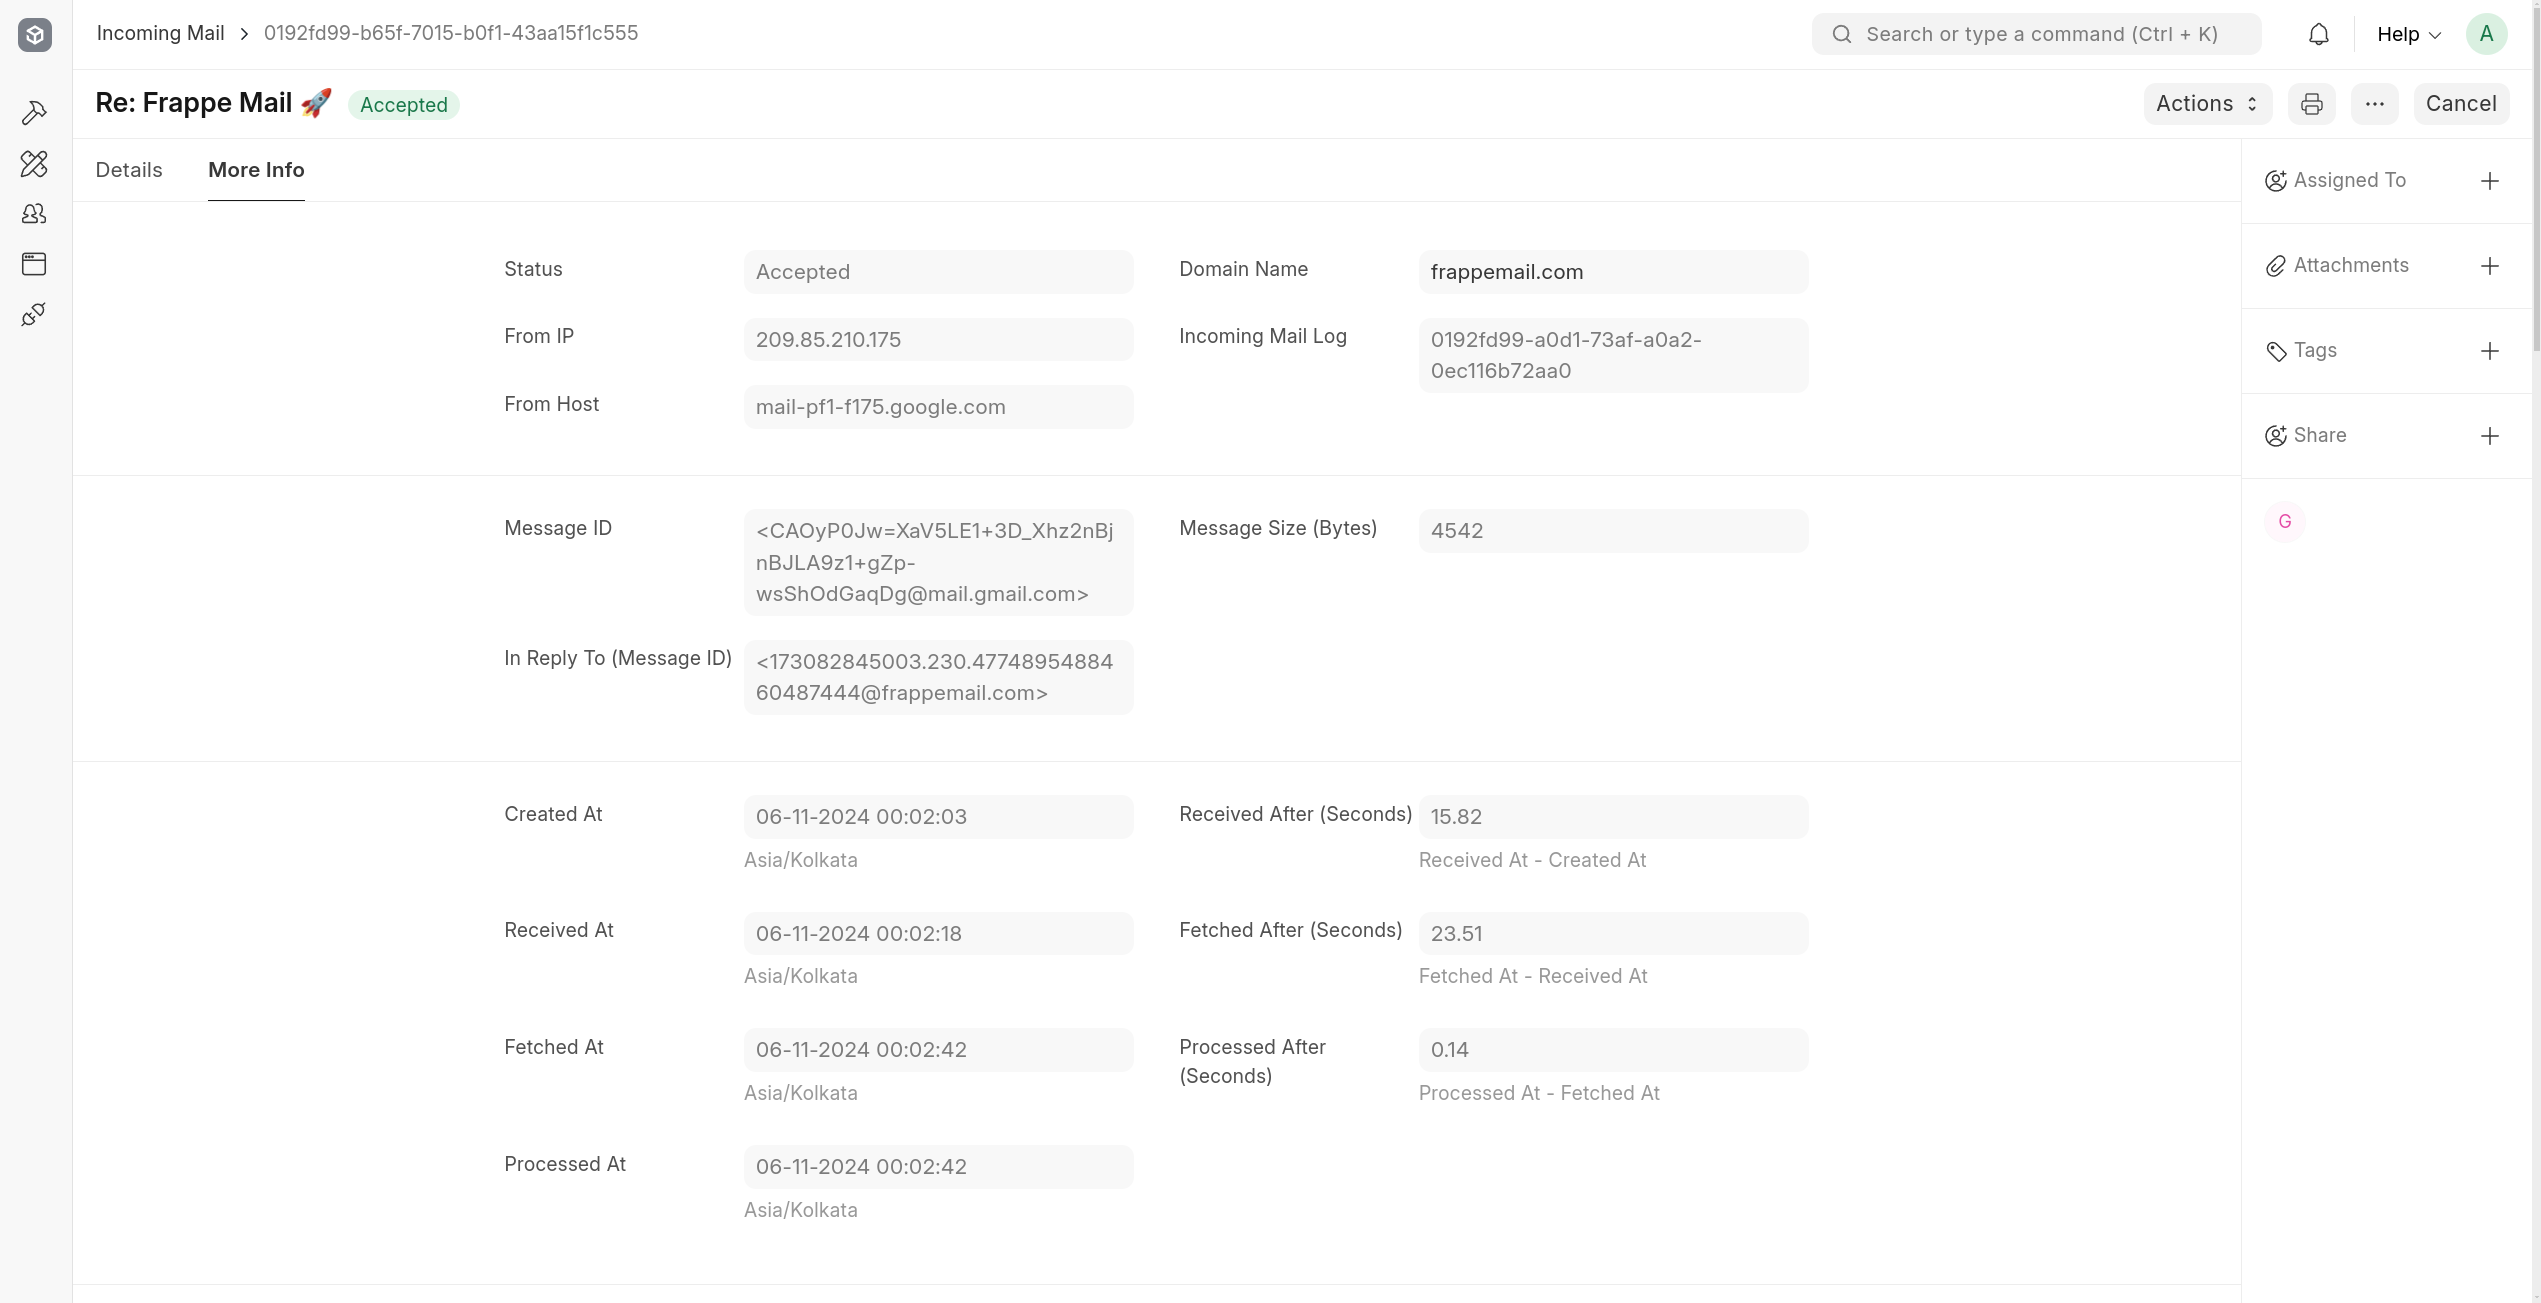 Incoming Mail > 0192fd99-b65f-7015-b0f1-43aa15f1c555
Search or type a command (Ctrl + K)
Help
A
Re: Frappe Mail 🚀 Accepted
Actions
Cancel
Details More Info
Status Accepted
Domain Name frappemail.com
From IP 209.85.210.175
Incoming Mail Log 0192fd99-a0d1-73af-a0a2-
0ec116b72aa0
From Host mail-pf1-f175.google.com
Message ID <CAOyP0Jw=XaV5LE1+3D_Xhz2nBj
nBJLA9z1+gZp-
wsShOdGaqDg@mail.gmail.com>
Message Size (Bytes) 4542
In Reply To (Message ID) <173082845003.230.47748954884
60487444@frappemail.com>
Created At 06-11-2024 00:02:03
Asia/Kolkata
Received After (Seconds) 15.82
Received At - Created At
Received At 06-11-2024 00:02:18
Asia/Kolkata
Fetched After (Seconds) 23.51
Fetched At - Received At
Fetched At 06-11-2024 00:02:42
Asia/Kolkata
Processed After
(Seconds)
0.14
Processed At - Fetched At
Processed At 06-11-2024 00:02:42
Asia/Kolkata
Assigned To
Attachments
Tags
Share
G